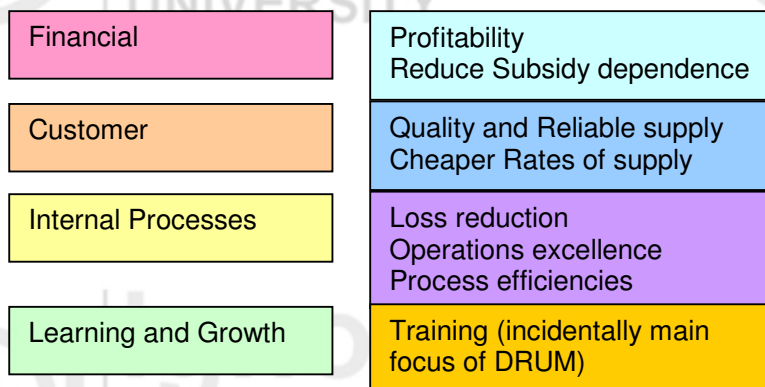 UNIVERSITY
Financial
Profitability
Reduce Subsidy dependence
Customer
Quality and Reliable supply
Cheaper Rates of supply
Internal Processes
Loss reduction
Operations excellence
Process efficiencies
Learning and Growth
Training (incidentally main
focus of DRUM)